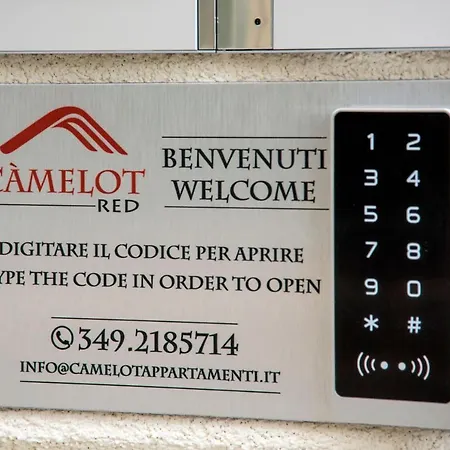 CÀMELOT
RED
BENVENUTI
WELCOME
DIGITARE IL CODICE PER APRIRE
TYPE THE CODE IN ORDER TO OPEN
349.2185714
INFO@CAMELOTAPPARTAMENTI.IT
1 2
3 4
5 6
7 8
9 0
* #